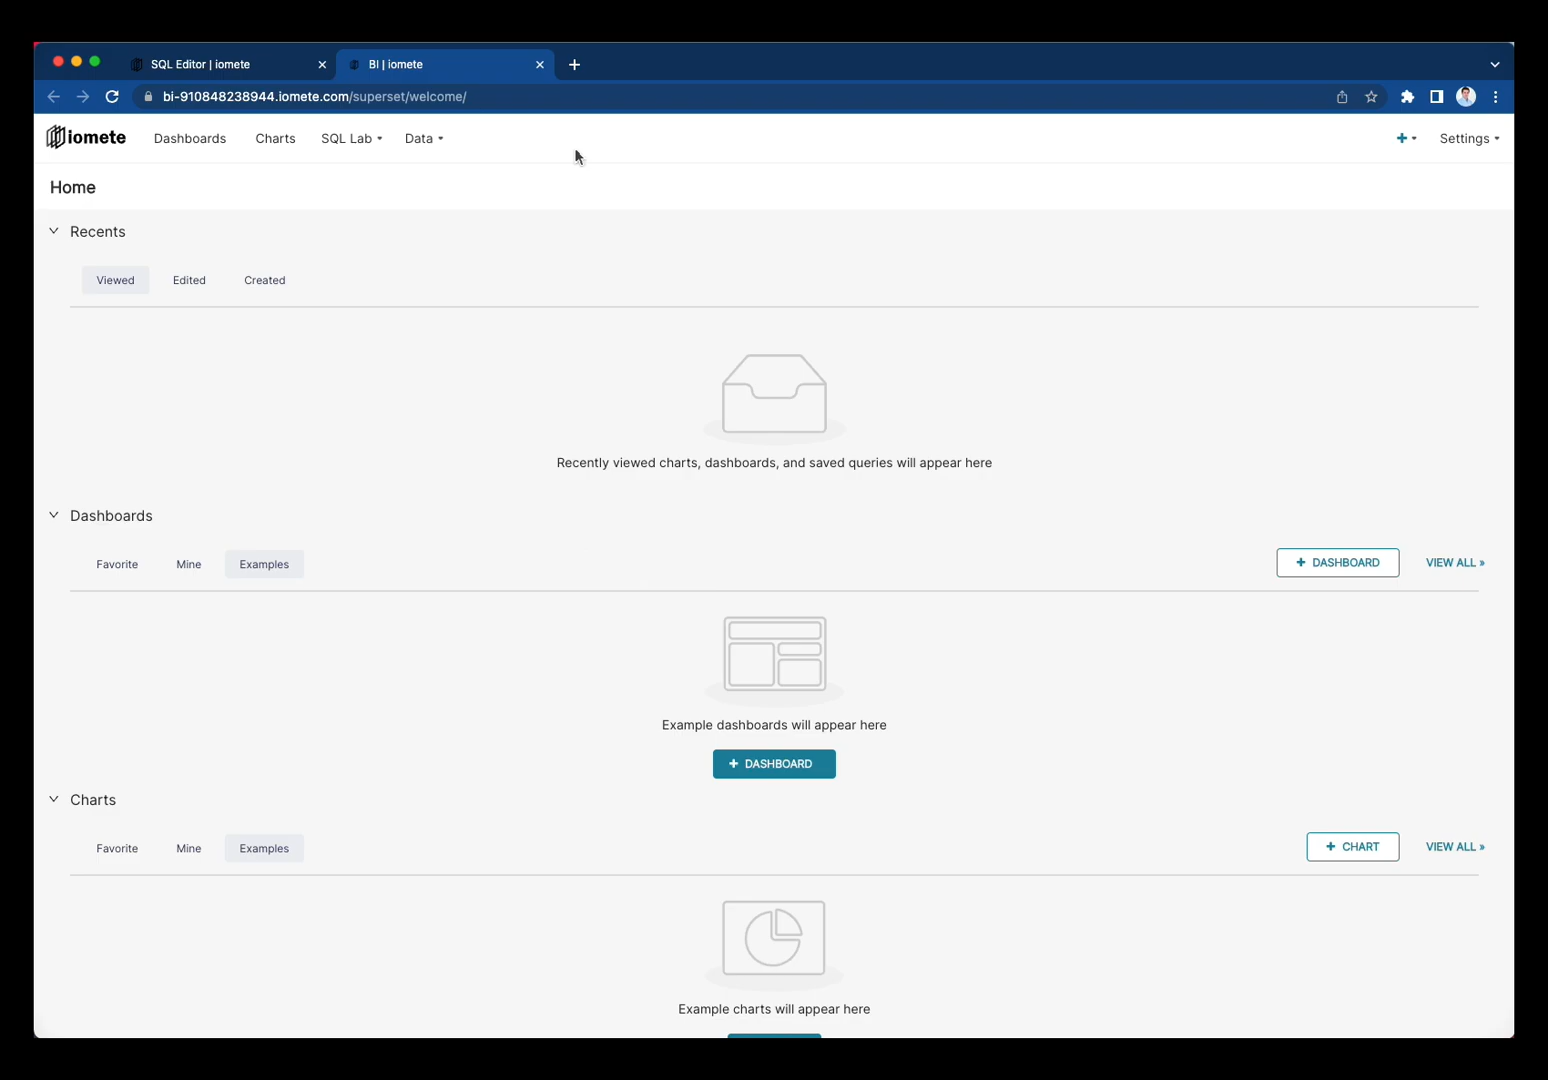 SQL Editor | iomete
BI | iomete
bi-910848238944.iomete.com/superset/welcome/
iomete Dashboards Charts SQL Lab Data Settings
Home
Recents
Viewed Edited Created
Recently viewed charts, dashboards, and saved queries will appear here
Dashboards
Favorite Mine Examples + DASHBOARD VIEW ALL »
Example dashboards will appear here
+ DASHBOARD
Charts
Favorite Mine Examples + CHART VIEW ALL »
Example charts will appear here